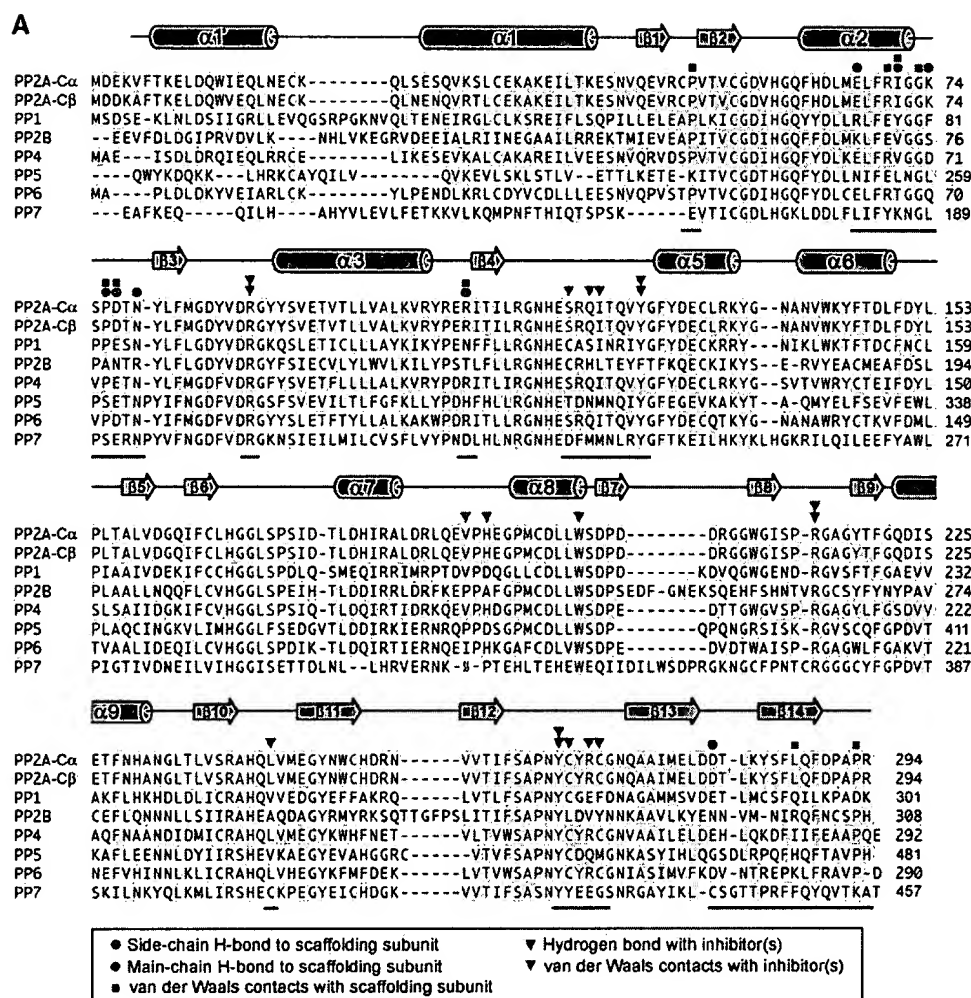 A
α1' α1 β1 β2 α2
PP2A-Cα MDEKVFTKELDQWIEQLNECK---------QLSESQVKSLCEKAKEILTKESNVQEVRCPVTVCGDVHGQFHDLMELFRIGGK 74
PP2A-Cβ MDDKAFTKELDQWVEQLNECK---------QLNENQVRTLCEKAKEILTKESNVQEVRCPVTVCGDVHGQFHDLMELFRIGGK 74
PP1 MSDSE-KLNLDSIIGRLLEVQGSRPGKNVQLTENEIRGLCLKSREIFLSQPILLELEAPLKICGDIHGQYYDLLRLFEYGGF 81
PP2B --EEVFDLDGIPRVDVLK----NHLVKEGRVDEEIALRIINEGAAILRREKTMIEVEAPITVCGDIHGQFFDLMKLFEVGGS 76
PP4 MAE---ISDLDRQIEQLRRCE--------LIKESEVKALCAKAREILVEESNVQRVDSPVTVCGDIHGQFYDLKELFRVGGD 71
PP5 --QWYKDQKK---LHRKCAYQILV------QVKEVLSKLSTLV--ETTLKETE-KITVCGDTHGQFYDLLNIFELNGL 259
PP6 MA--PLDLDKYVEIARLCK--------YLPENDLKRLCDYVCDLLLEESNVQPVSTPVTVCGDIHGQFYDLCELFRTGGQ 70
PP7 ---EAFKEQ----QILH----AHYVLEVLFETKKVLKQMPNFTHIQTSPSK------EVTICGDLHGKLDDLFLIFYKNGL 189
β3 α3 β4 α5 α6
PP2A-Cα SPDTN-YLFMGDYVDRGYYSVETVTLLVALKVRYRERITILRGNHESRQITQVYGFYDECLRKYG--NANVWKYFTDLFDYL 153
PP2A-Cβ SPDTN-YLFMGDYVDRGYYSVETVTLLVALKVRYRERITILRGNHESRQITQVYGFYDECLRKYG--NANVWKYFTDLFDYL 153
PP1 PPESN-YLFLGDYVDRGKQSLETICLLLAYKIKYPENFFLLRGNHECASINRIYGFYDECKRRY---NIKLWKTFTDCFNCL 159
PP2B PANTR-YLFLGDYVDRGYFSIECVLYLWVLKILYPSTLFLLRGNHECRHLTEYFTFKQECKIKYS---E-RVYEACMEAFDSL 194
PP4 VPETN-YLFMGDFVDRGFYSVETFLLLLALKVRYPDRITLIRGNHESRQITQVYGFYDECLRKYG--SVTVWRYCTEIFDYL 150
PP5 PSETNPYIFNGDFVDRGSFSVEVILTLFGFKLLYPDHFHLLRGNHETDNMNQIYGFEGEVKAKYT--A-QMYELFSEVFEWL 338
PP6 VPDTN-YIFMGDFVDRGYYSLETFTYLLALKAKWPDRITLLRGNHESRQITQVYGFYDECQTKYG--NANAWRYCTKVFDML 149
PP7 PSERNPYVFNGDFVDRGKNSIEILMILCVSFLVYPNDLHLNRGNHEDFMMNLRYGFTKEILHKYKLHGKRILQILEEFYAWL 271
β5 β6 α7 α8 β7 β8 β9
PP2A-Cα PLTALVDGQIFCLHGGLSPSID-TLDHIRALDRLQEVPHEGPMCDLLWSDPD--------DRGGWGISP-RGAGYTFGQDIS 225
PP2A-Cβ PLTALVDGQIFCLHGGLSPSID-TLDHIRALDRLQEVPHEGPMCDLLWSDPD--------DRGGWGISP-RGAGYTFGQDIS 225
PP1 PIAAIVDEKIFCCHGGLSPDLQ-SMEQIRRIMRPTDVPDQGLLCDLLWSDPD--------KDVQGWGEND-RGVSFTFGAEVV 232
PP2B PLAALLNQQFLCVHGGLSPEIH-TLDDIRRLDRFKEPPAFGPMCDLLWSDPSEDF-GNEKSQEHFSHNTVRGCSYFYNYPAV 274
PP4 SLSAIIDGKIFCVHGGLSPSIQ-TLDQIRTIDRKQEVPHDGPMCDLLWSDPE--------DTTGWGVSP-RGAGYLFGSDVV 222
PP5 PLAQCINGKVLIMHGGLFSEDGVTLDDIRKIERNRQPPDSGPMCDLLWSDP---------QPQNGRSISK-RGVSCQFGPDVT 411
PP6 TVAALIDEQILCVHGGLSPDIK-TLDQIRTIERNQEIPHKGAFCDLLWSDPE--------DVDTWAISP-RGAGWLFGAKVT 221
PP7 PIGTIVDNEILVIHGGISETTDLNL--LHRVERNK-PTEHLTEHEWEQIIDILWSDPRGKNGCFPNTCRGGGCYFGPDVT 387
α9 β10 β11 β12 β13 β14
PP2A-Cα ETFNHANGLTLVSRAHQLVMEGYNWCHDRN------VVTIFSAPNYCYRCGNQAAIMELDDT-LKYSFLQFDPAPR 294
PP2A-Cβ ETFNHANGLTLVSRAHQLVMEGYNWCHDRN------VVTIFSAPNYCYRCGNQAAIMELDDT-LKYSFLQFDPAPR 294
PP1 AKFLHKHDLDLICRAHQVVEDGYEFFAKRQ------LVTLFSAPNYCGEFDNAGAMMSVDET-LMCSFQILKPADK 301
PP2B CEFLQNNNLLSIIRAHEAQDAGYRMYRKSQTTGFPSLITIFSAPNYLDVYNNKAAVLKYENN-VM-NIRQFNCSPH 308
PP4 AQFNAANDIDMICRAHQLVMEGYKWHFNET------VLTVWSAPNYCYRCGNVAAILELDEH-LQKDFIIFEAAPQE 292
PP5 KAFLEENNLDYIIRSHEVKAEGYEVAHGGRC------VTVFSAPNYCDQMGNKASYIHLQGSDLRPQFHQFTAVPH 481
PP6 NEFVHINNLKLICRAHQLVHEGYKFMFDEK------LVTVWSAPNYCYRCGNIASIMVFKDV-NTREPKLFRAVP-D 290
PP7 SKILNKYQLKMLIRSHECKPEGYEICHDGK------VVTIFSASNYYEEGSNRGAYIKL-CSGTTPRFFQYQVTKAT 457
● Side-chain H-bond to scaffolding subunit
▼ Hydrogen bond with inhibitor(s)
● Main-chain H-bond to scaffolding subunit
▼ van der Waals contacts with inhibitor(s)
■ van der Waals contacts with scaffolding subunit